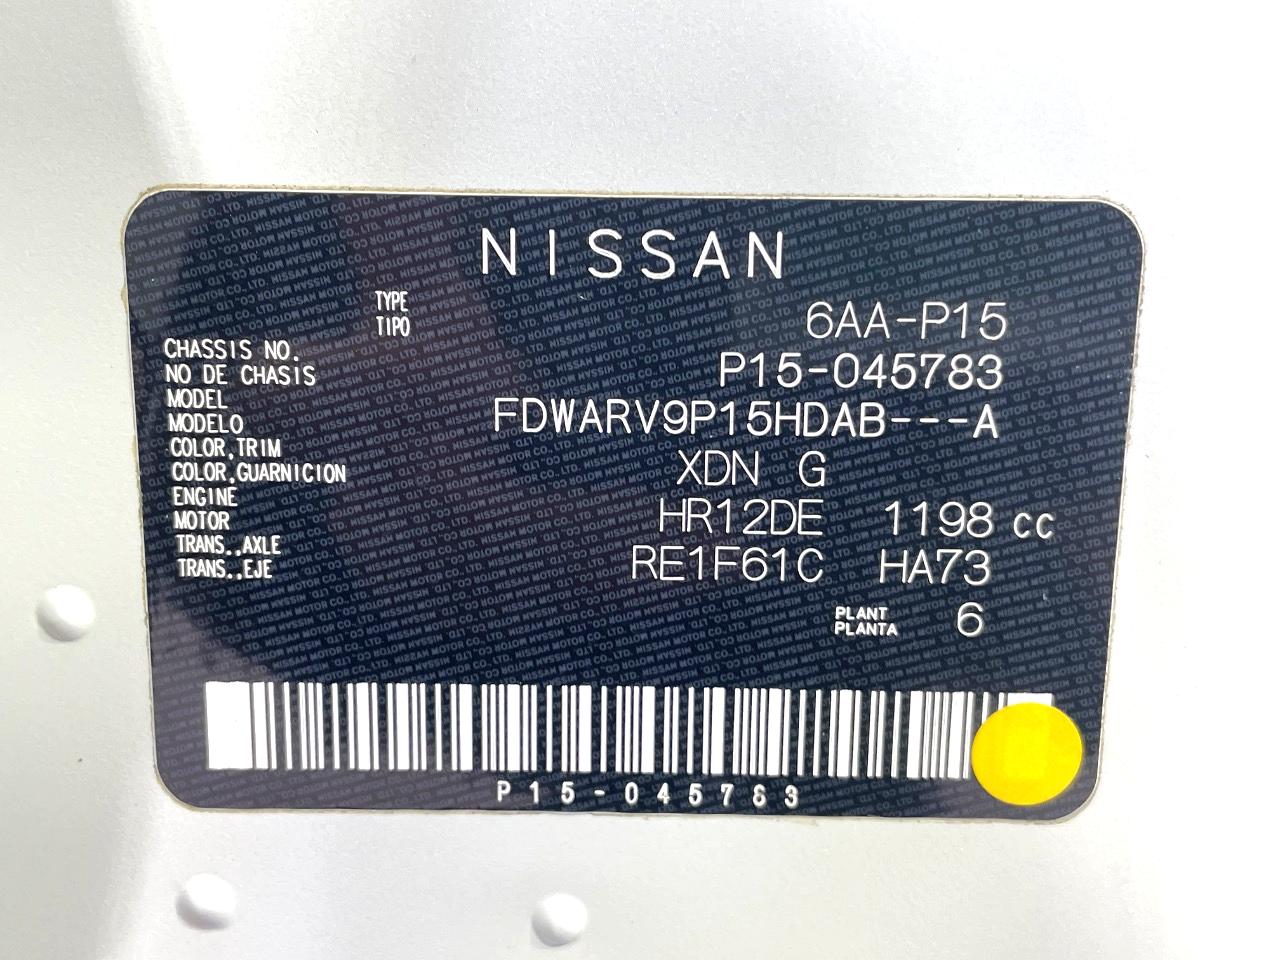 NISSAN
TYPE
TIPO
6AA-P15
CHASSIS NO.
NO DE CHASIS
P15-045783
MODEL
MODELO
FDWARV9P15HDAB---A
COLOR,TRIM
COLOR,GUARNICION
XDN G
ENGINE
MOTOR
HR12DE 1198 CC
TRANS.,AXLE
TRANS.,EJE
RE1F61C HA73
PLANT
PLANTA
6
P15-045783